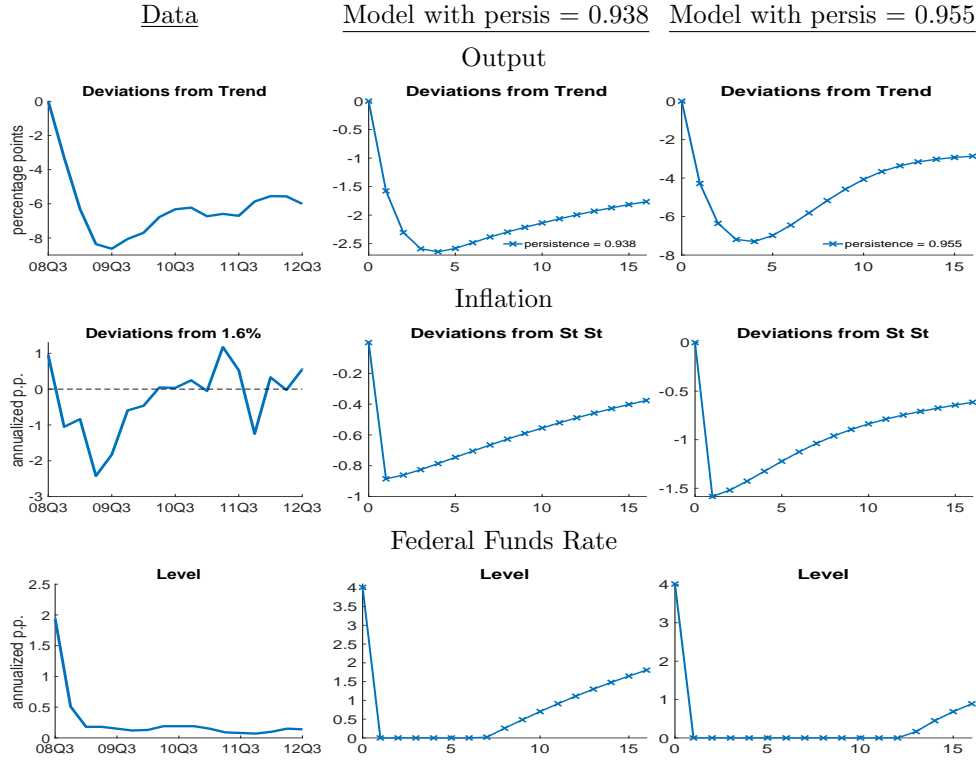 Data Model with persis = 0.938 Model with persis = 0.955
Output
Deviations from Trend Deviations from Trend Deviations from Trend
percentage points
0
-2
-4
-6
-8
08Q3 09Q3 10Q3 11Q3 12Q3
0
-0.5
-1
-1.5
-2
-2.5
persistence = 0.938
0 5 10 15
0
-2
-4
-6
-8
persistence = 0.955
0 5 10 15
Inflation
Deviations from 1.6% Deviations from St St Deviations from St St
annualized p.p.
1
0
-1
-2
-3
08Q3 09Q3 10Q3 11Q3 12Q3
-0.2
-0.4
-0.6
-0.8
-1
0 5 10 15
0
-0.5
-1
-1.5
0 5 10 15
Federal Funds Rate
Level Level Level
annualized p.p.
2.5
2
1.5
1
0.5
0
08Q3 09Q3 10Q3 11Q3 12Q3
4
3.5
3
2.5
2
1.5
1
0.5
0
0 5 10 15
4
3
2
1
0
0 5 10 15